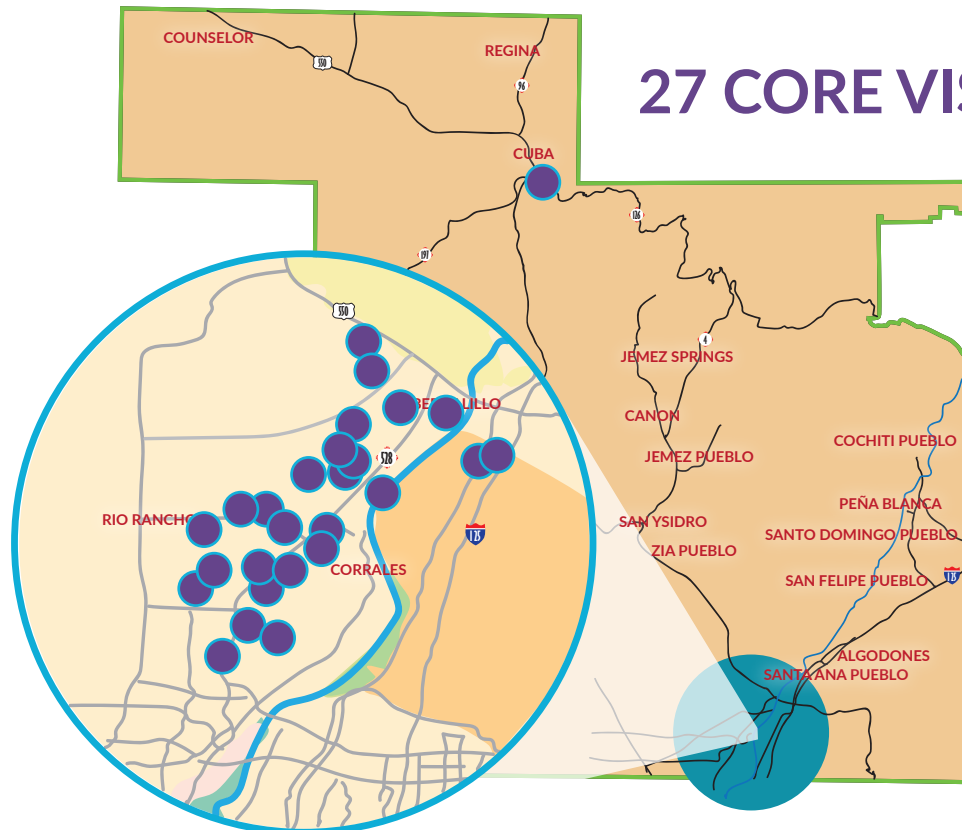 COUNSELOR
REGINA
550
96
27 CORE VIS
CUBA
126
197
550
4
JEMEZ SPRINGS
CANON
528
COCHITI PUEBLO
JEMEZ PUEBLO
PEÑA BLANCA
RIO RANCHO
SAN YSIDRO
SANTO DOMINGO PUEBLO
ZIA PUEBLO
CORRALES
SAN FELIPE PUEBLO
ALGODONES
SANTA ANA PUEBLO